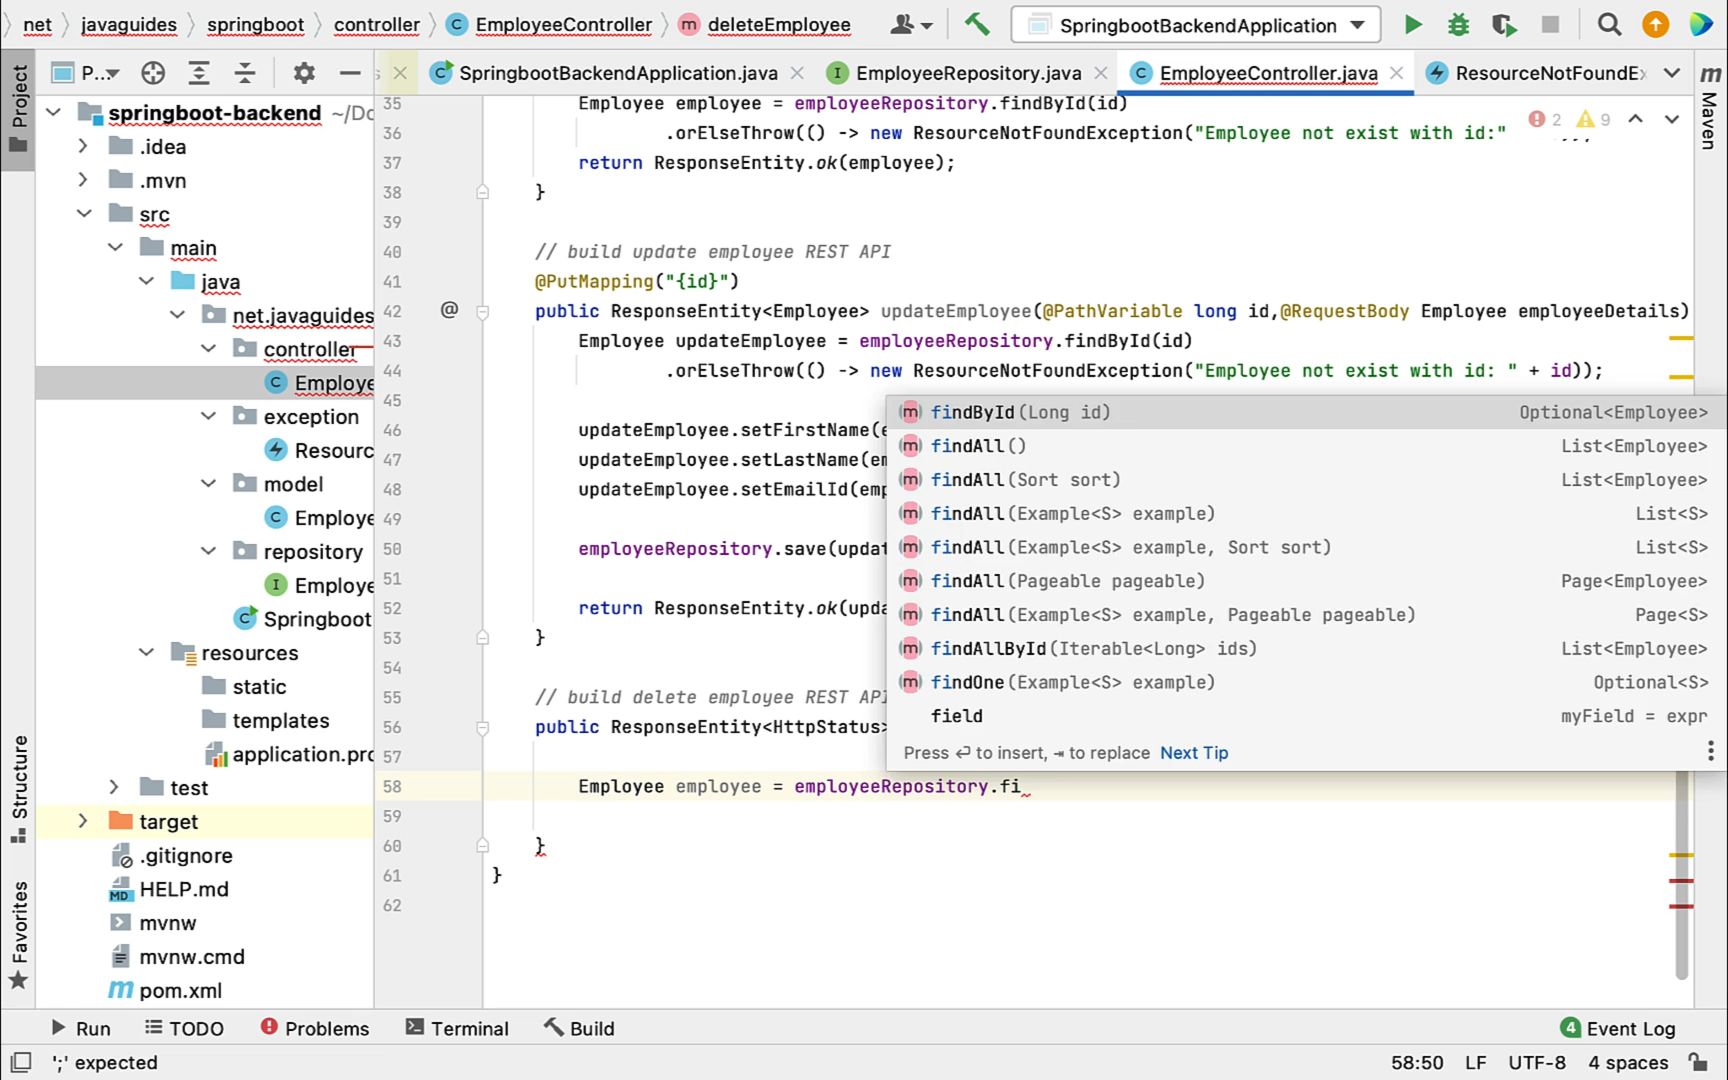 net javaguides springboot controller EmployeeController deleteEmployee SpringbootBackendApplication
Project P... SpringbootBackendApplication.java EmployeeRepository.java EmployeeController.java ResourceNotFoundEx Maven
springboot-backend ~/Do
.idea
.mvn
src
main
java
net.javaguides
controller
Employe
exception
Resourc
model
Employe
repository
Employe
Springboot
resources
static
templates
application.pro
test
target
.gitignore
HELP.md
mvnw
mvnw.cmd
pom.xml
Structure
Favorites
35 Employee employee = employeeRepository.findById(id)
36 .orElseThrow(() -> new ResourceNotFoundException("Employee not exist with id:" 2 9
37 return ResponseEntity.ok(employee);
38 }
39
40 // build update employee REST API
41 @PutMapping("{id}")
42 @ public ResponseEntity<Employee> updateEmployee(@PathVariable long id,@RequestBody Employee employeeDetails)
43 Employee updateEmployee = employeeRepository.findById(id)
44 .orElseThrow(() -> new ResourceNotFoundException("Employee not exist with id: " + id));
45
46 updateEmployee.setFirstName(e
47 updateEmployee.setLastName(em
48 updateEmployee.setEmailId(emp
49
50 employeeRepository.save(updat
51
52 return ResponseEntity.ok(upda
53 }
54
55 // build delete employee REST API
56 public ResponseEntity<HttpStatus>
57
58 Employee employee = employeeRepository.fi
59
60 }
61 }
62
findById(Long id) Optional<Employee>
findAll() List<Employee>
findAll(Sort sort) List<Employee>
findAll(Example<S> example) List<S>
findAll(Example<S> example, Sort sort) List<S>
findAll(Pageable pageable) Page<Employee>
findAll(Example<S> example, Pageable pageable) Page<S>
findAllById(Iterable<Long> ids) List<Employee>
findOne(Example<S> example) Optional<S>
field myField = expr
Press ↩ to insert, ⇥ to replace Next Tip
Run TODO Problems Terminal Build 4 Event Log
';' expected 58:50 LF UTF-8 4 spaces